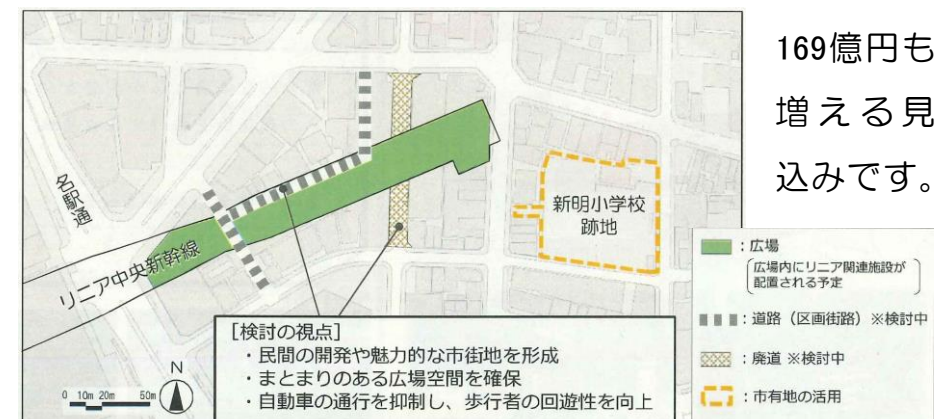 169億円も
増える見
込みです。
名駅通
リニア中央新幹線
新明小学校
跡地
[検討の視点]
・民間の開発や魅力的な市街地を形成
・まとまりのある広場空間を確保
・自動車の通行を抑制し、歩行者の回遊性を向上
0 10m 20m 50m
N
：広場
広場内にリニア関連施設が
配置される予定
：道路（区画街路）※検討中
：廃道 ※検討中
：市有地の活用